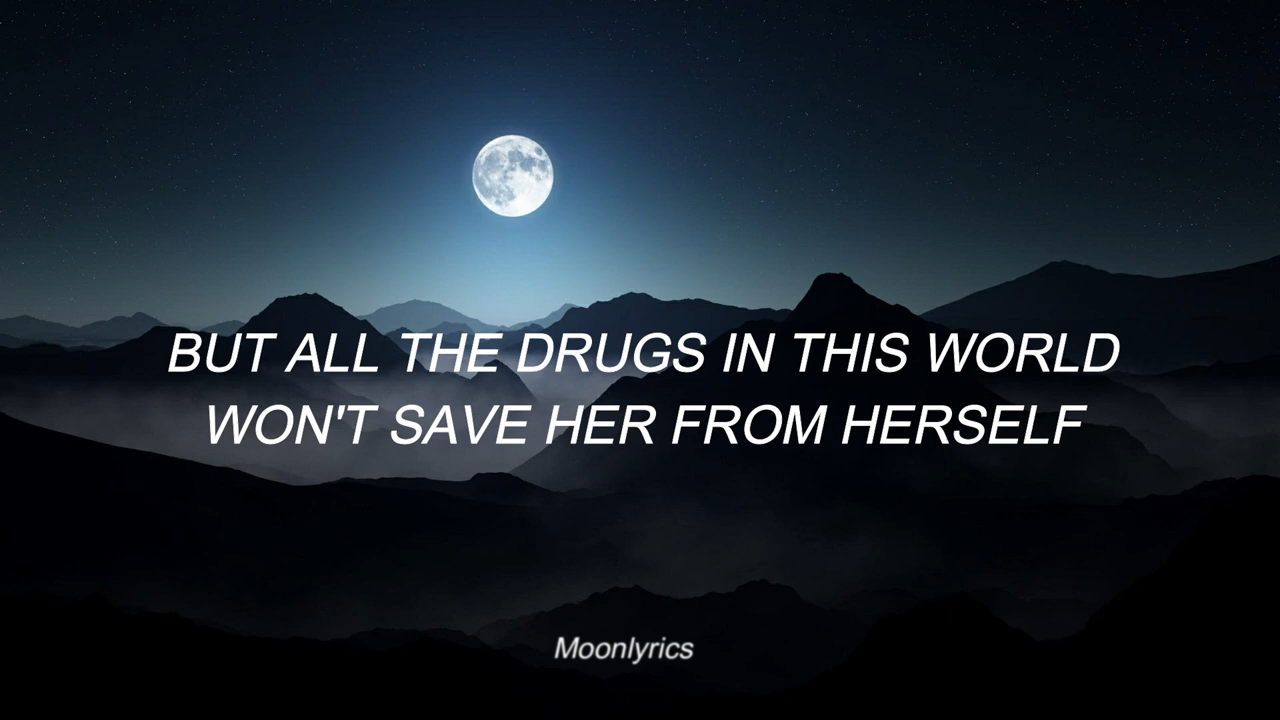 BUT ALL THE DRUGS IN THIS WORLD
WON'T SAVE HER FROM HERSELF
Moonlyrics